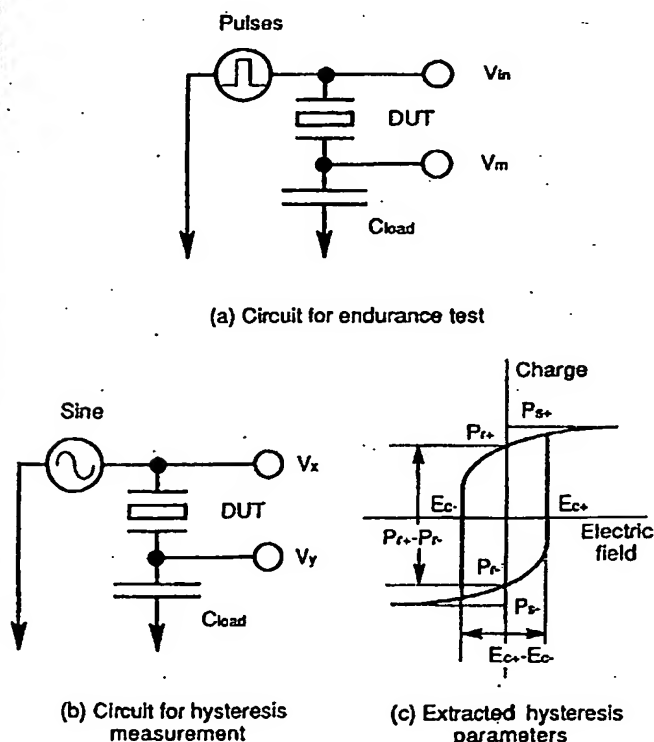 Pulses
Vin
DUT
Vm
Cload
(a) Circuit for endurance test
Sine
Vx
DUT
Vy
Cload
(b) Circuit for hysteresis
measurement
Charge
Ps+
Pr+
Ec-
Ec+
Electric
field
Pr+-Pr-
Pr-
Ps-
Ec+-Ec-
(c) Extracted hysteresis
parameters